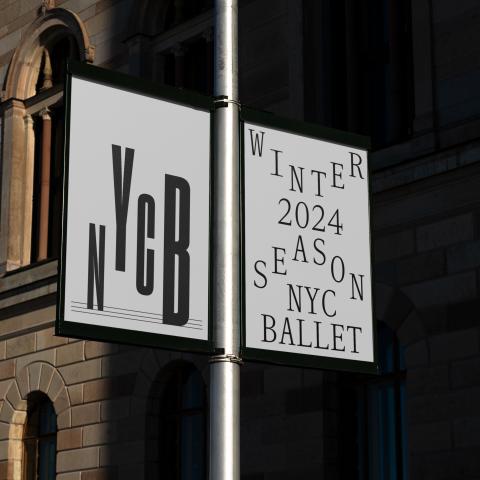 NYCB
WINTER
2024
SEASON
NYC
BALLET